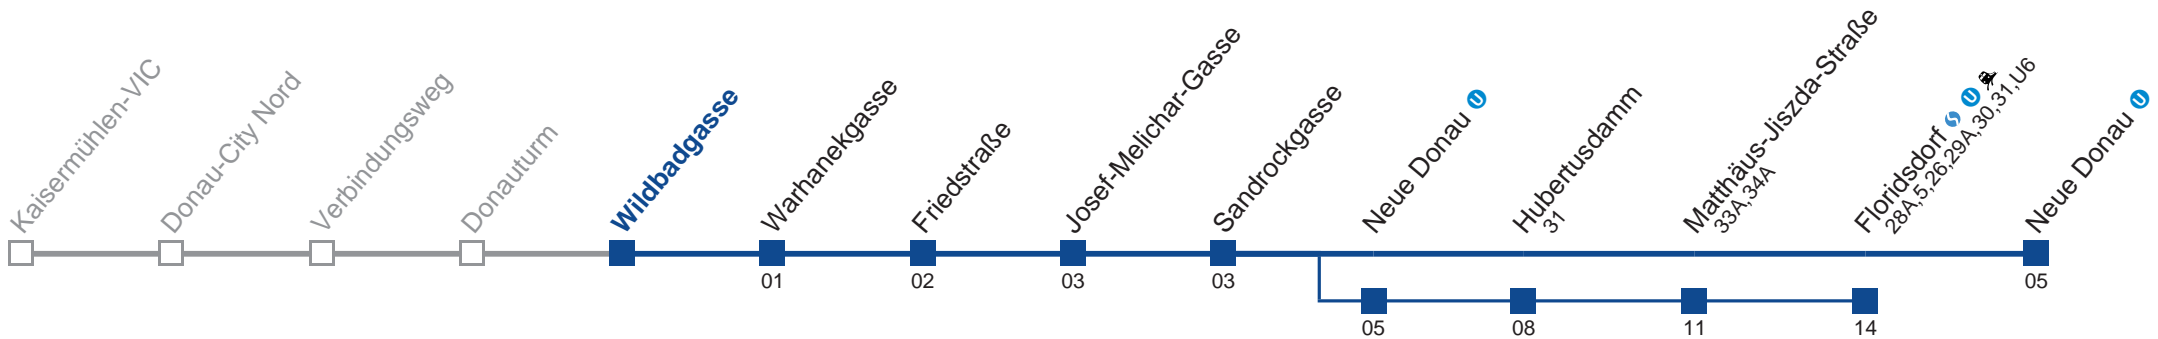 Kaisermühlen-VIC
Donau-City Nord
Verbindungsweg
Donauturm
Wildbadgasse
Warhanekgasse
Friedstraße
Josef-Melichar-Gasse
Sandrockgasse
Neue Donau U
Hubertusdamm
31
Matthäus-Jiszda-Straße
33A,34A
Floridsdorf S U
28A,5,26,29A,30,31,U6
Neue Donau U
01
02
03
03
05
05
08
11
14